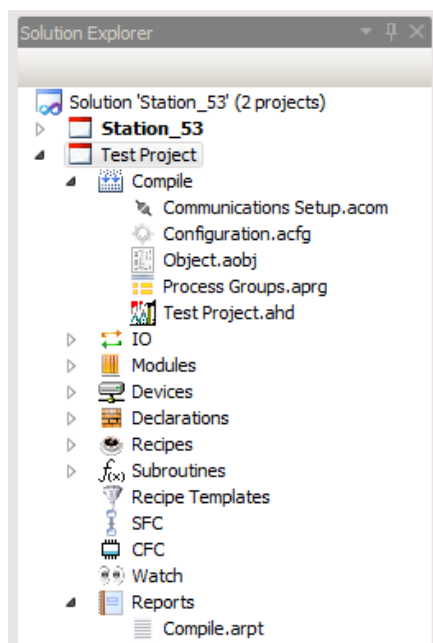 Solution Explorer
Solution 'Station_53' (2 projects)
Station_53
Test Project
Compile
Communications Setup.acom
Configuration.acfg
Object.aobj
Process Groups.aprg
Test Project.ahd
IO
Modules
Devices
Declarations
Recipes
f(x) Subroutines
Recipe Templates
SFC
CFC
Watch
Reports
Compile.arpt